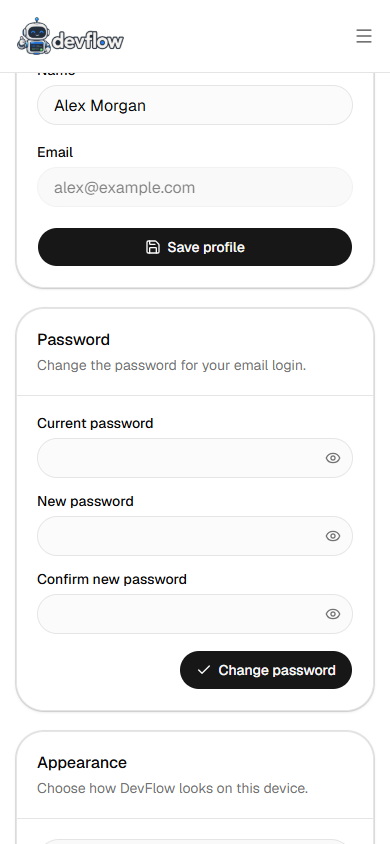 devflow
Name
Alex Morgan
Email
alex@example.com
Save profile
Password
Change the password for your email login.
Current password
New password
Confirm new password
Change password
Appearance
Choose how DevFlow looks on this device.